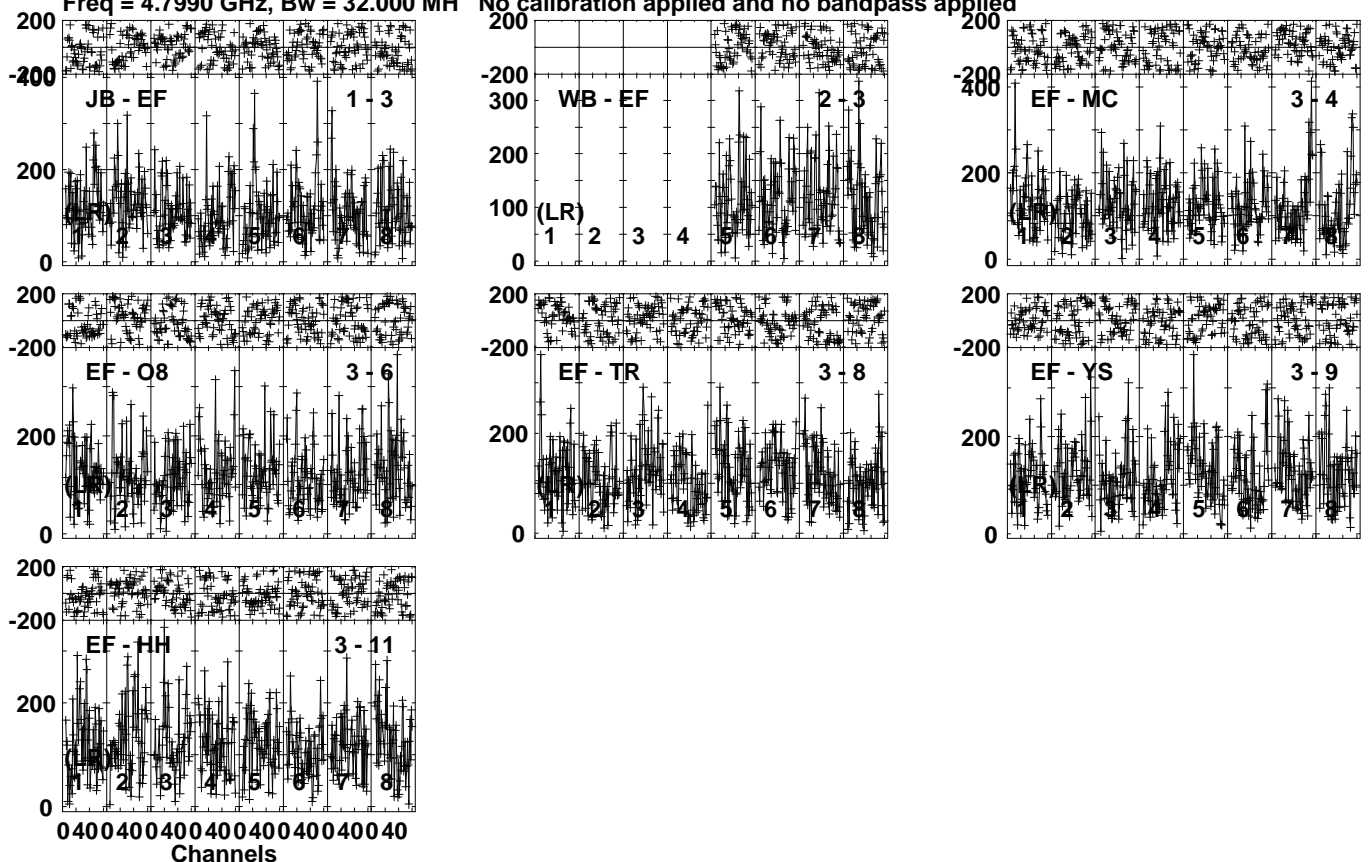 Freq = 4.7990 GHz, Bw = 32.000 MH No calibration applied and no bandpass applied
200 200 200
-200 -200
400 JB - EF 1 - 3 300 WB - EF 2 - 3 400 EF - MC 3 - 4
200 200 200
(LR) 100 (LR) (LR)
1 2 3 4 5 6 7 8 1 2 3 4 5 6 7 8 1 2 3 4 5 6 7 8
0 0 0
200 200 200
-200 -200 -200
EF - O8 3 - 6 EF - TR 3 - 8 EF - YS 3 - 9
200 200 200
(LR) (LR) (LR)
1 2 3 4 5 6 7 8 1 2 3 4 5 6 7 8 1 2 3 4 5 6 7 8
0 0 0
200
-200
EF - HH 3 - 11
200
(LR)
1 2 3 4 5 6 7 8
0
0 40 0 40 0 40 0 40 0 40 0 40 0 40 0 40
Channels